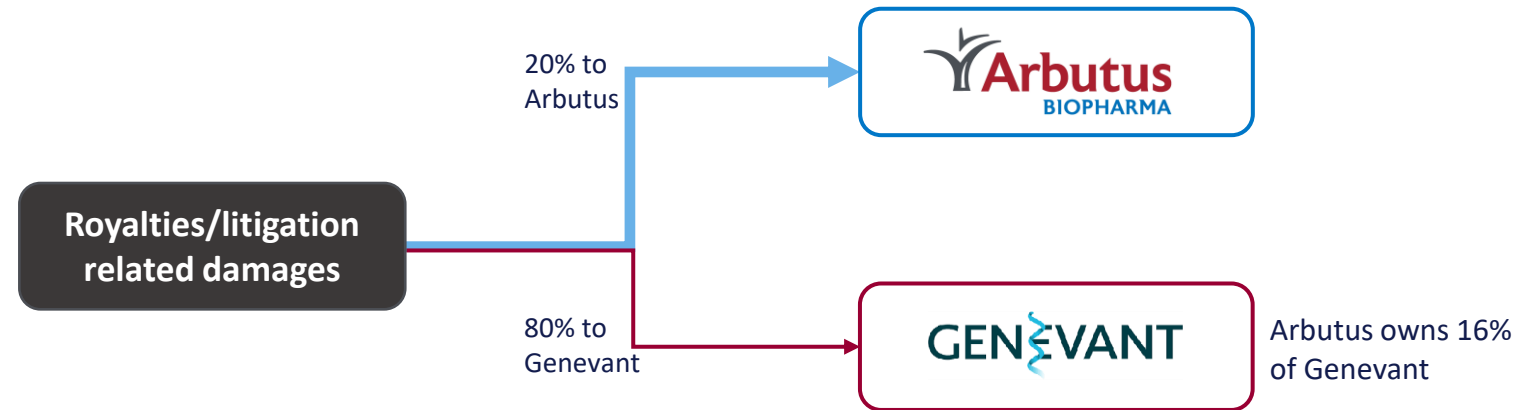 20% to
Arbutus
Arbutus
BIOPHARMA
Royalties/litigation
related damages
80% to
Genevant
GENEVANT
Arbutus owns 16%
of Genevant